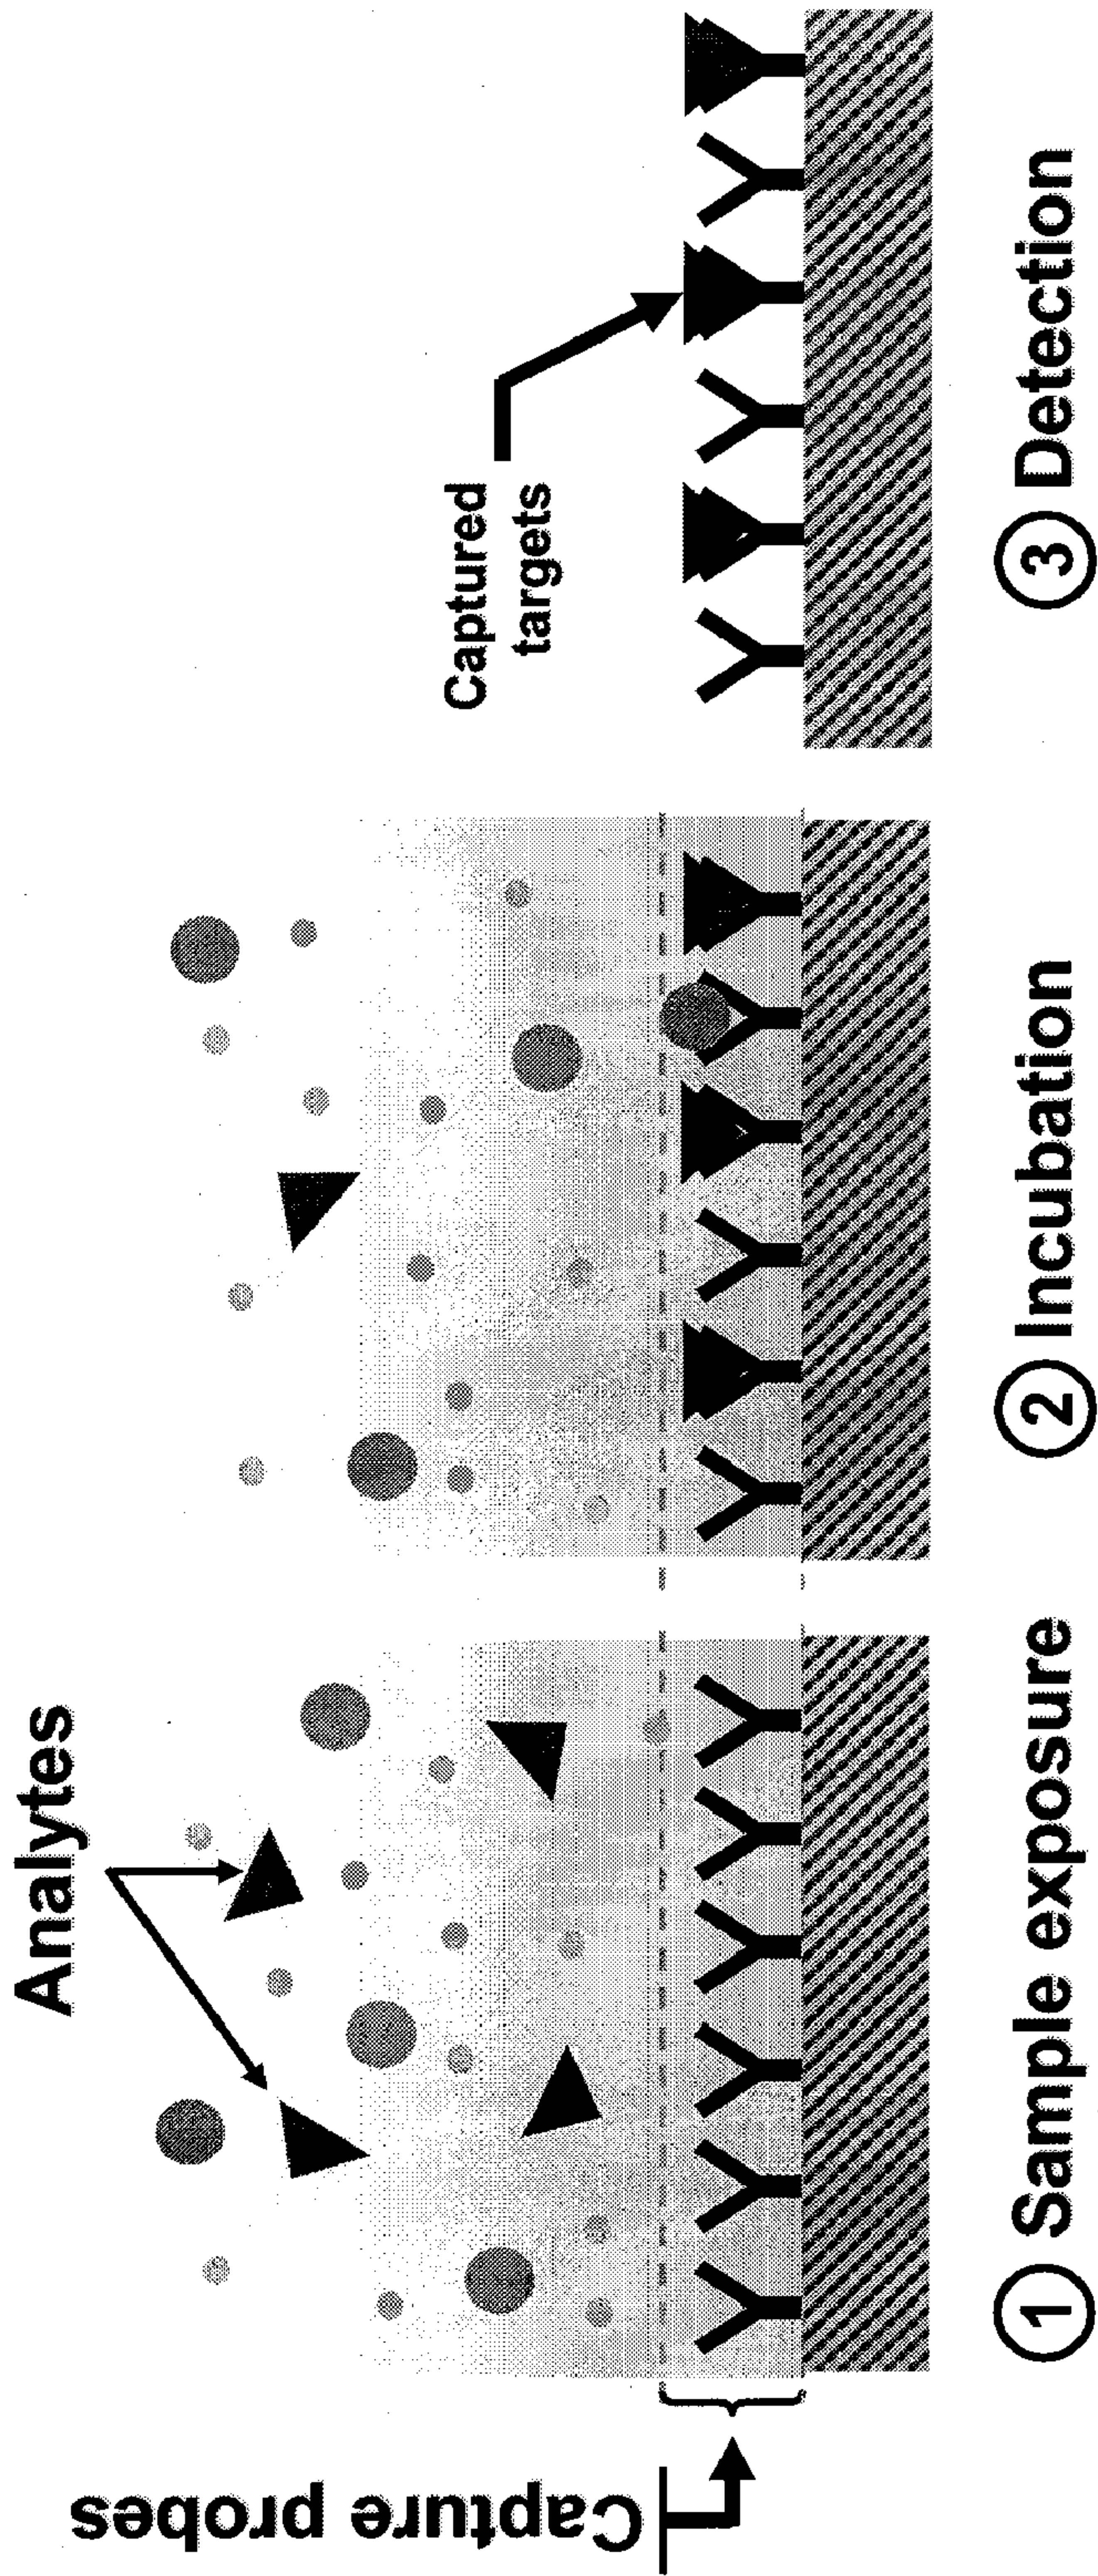 Analytes
Capture probes
Captured
targets
① Sample exposure
② Incubation
③ Detection